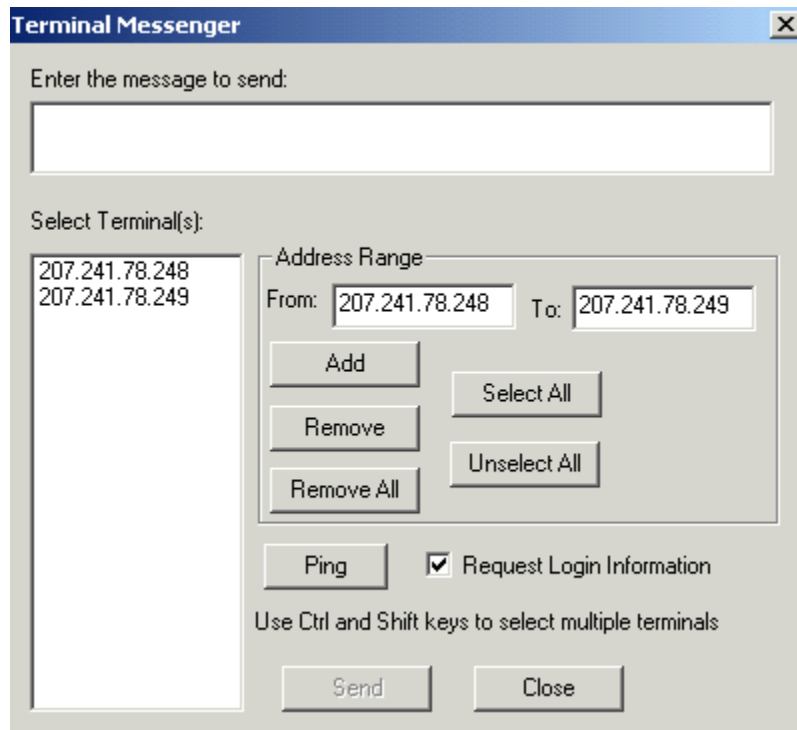 Terminal Messenger
Enter the message to send:
Select Terminal(s):
207.241.78.248
207.241.78.249
Address Range
From: 207.241.78.248 To: 207.241.78.249
Add
Select All
Remove
Unselect All
Remove All
Ping Request Login Information
Use Ctrl and Shift keys to select multiple terminals
Send Close